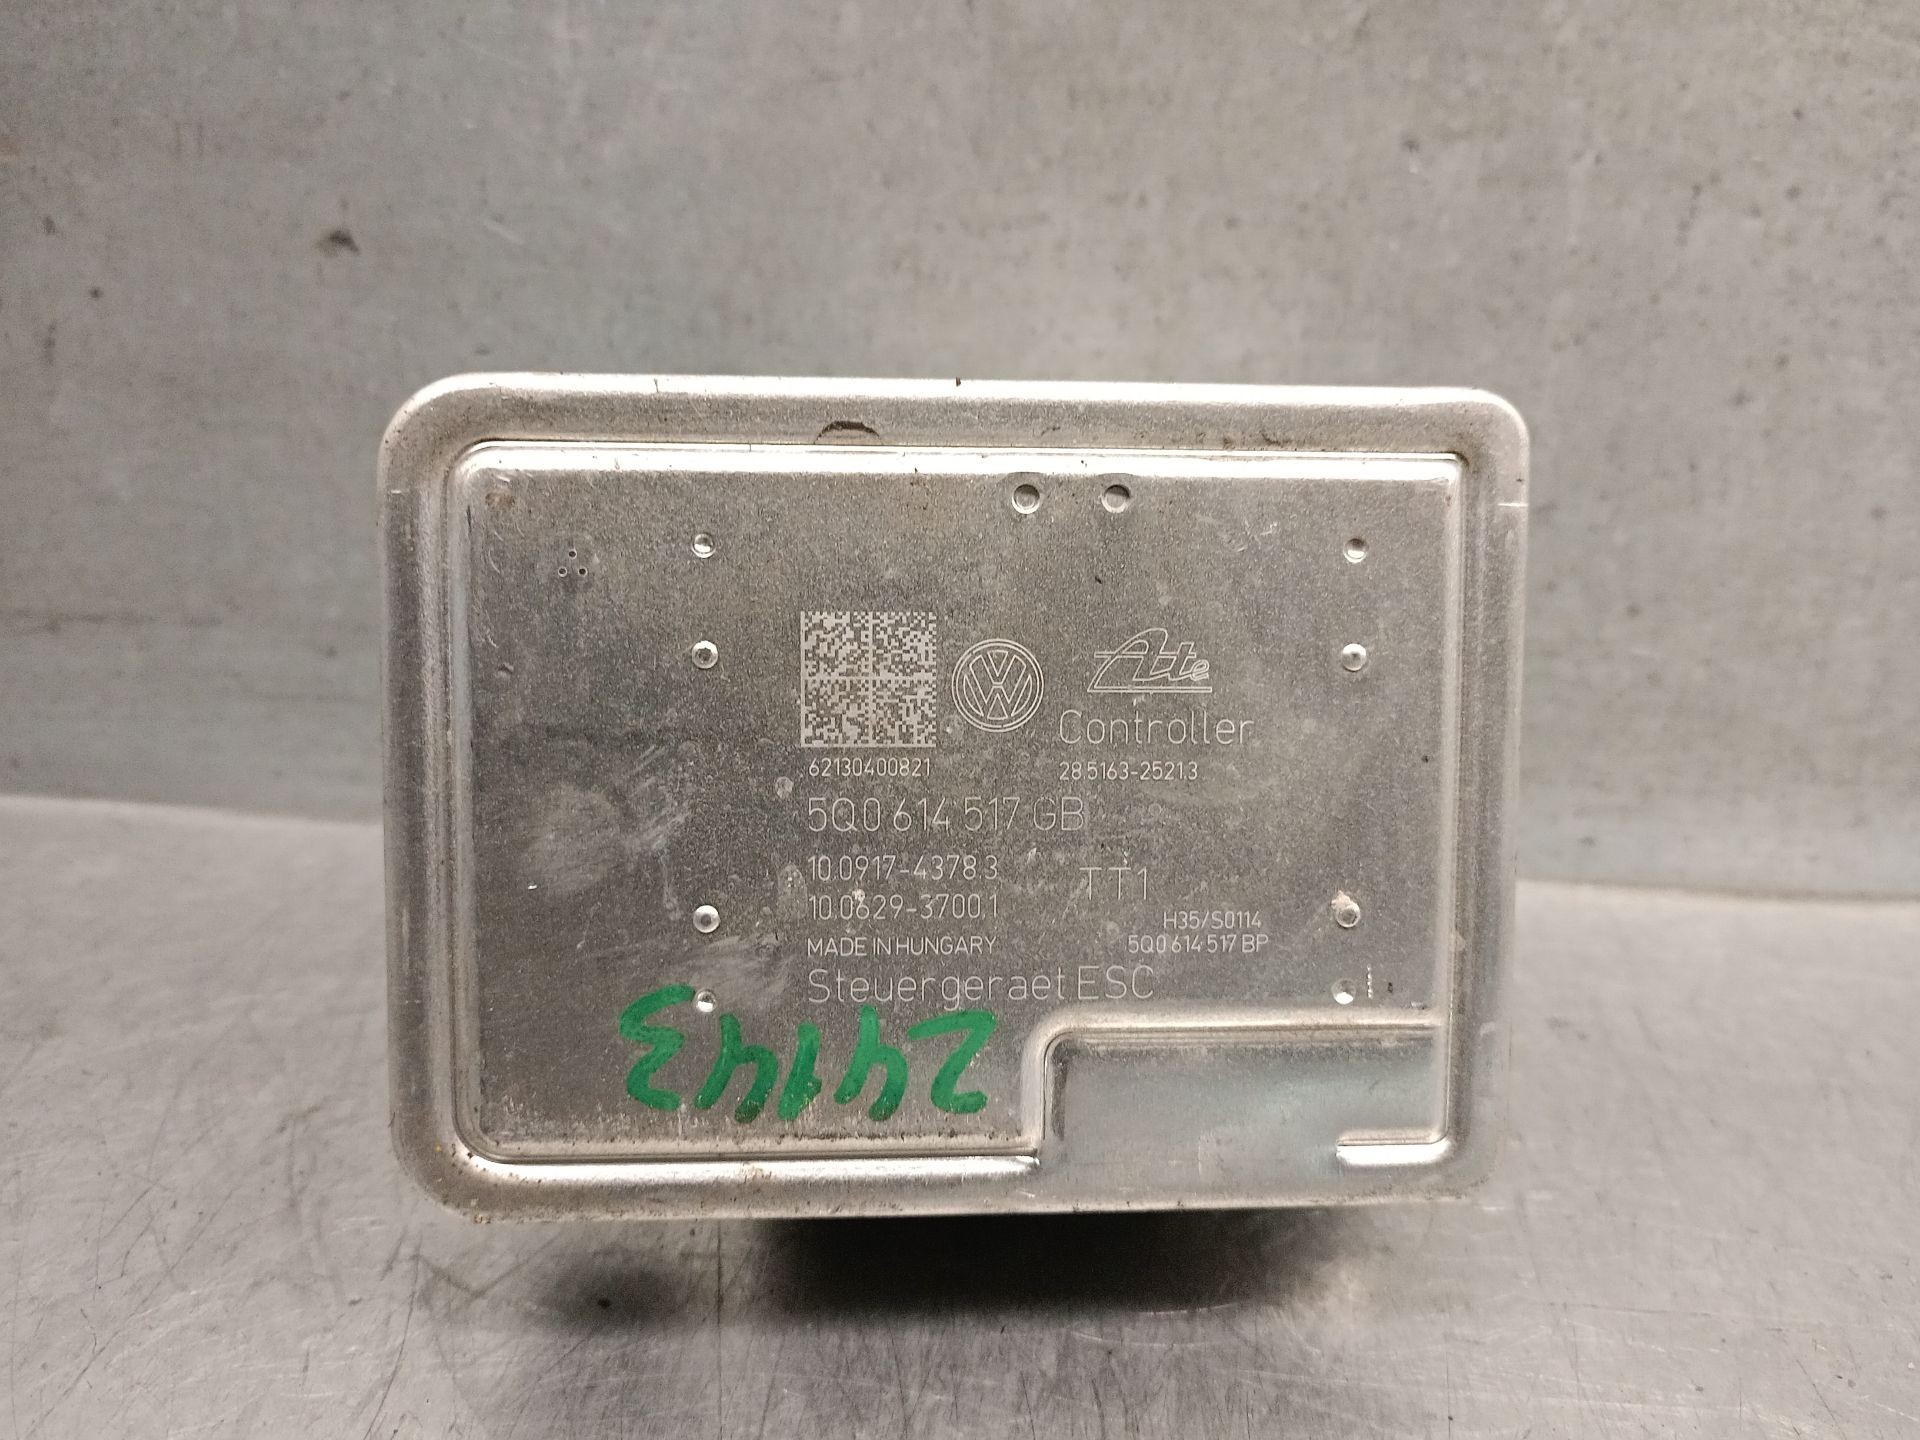 Ate
Controller
62130400821 28.5163-2521.3
5Q0 614 517 GB
10.0917-4378.3 TT1
10.0629-3700.1
H35/S0114
MADE IN HUNGARY 5Q0 614 517 BP
Steuergeraet ESC
24143